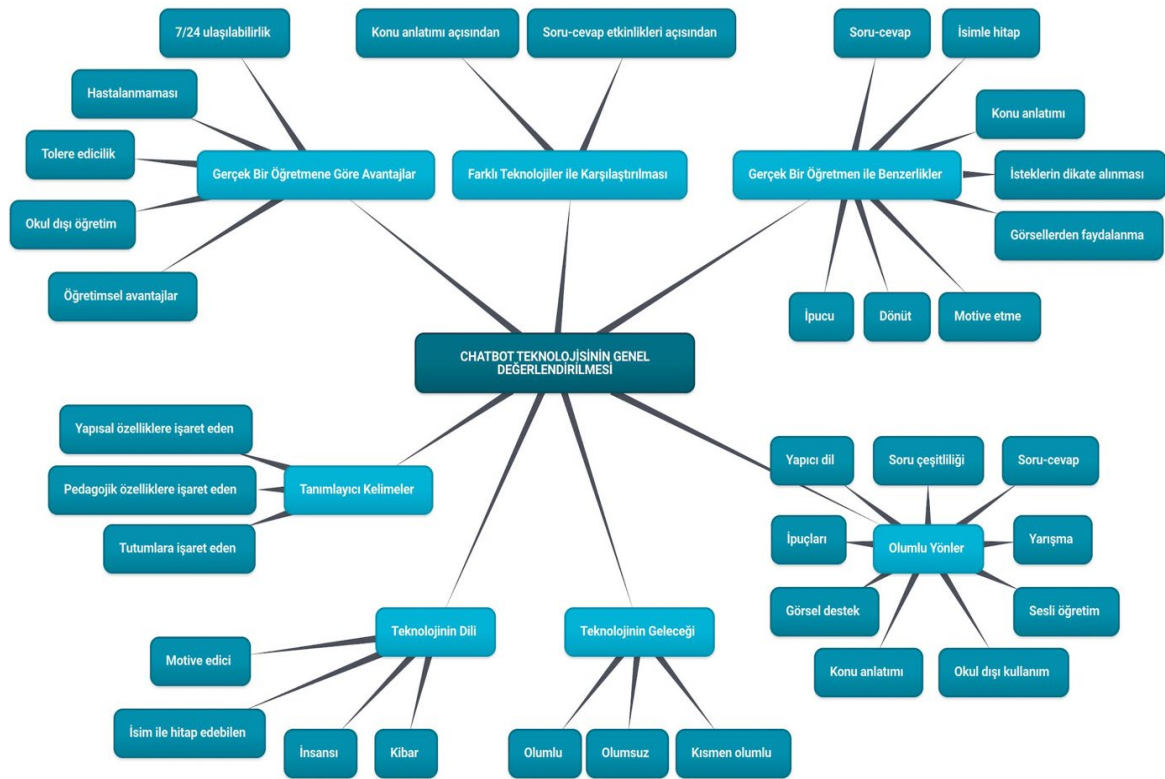 7/24 ulaşılabilirlik
Konu anlatımı açısından
Soru-cevap etkinlikleri açısından
Soru-cevap
İsimle hitap
Hastalanmaması
Konu anlatımı
Tolere edicilik
Gerçek Bir Öğretmene Göre Avantajlar
Farklı Teknolojiler ile Karşılaştırılması
Gerçek Bir Öğretmen ile Benzerlikler
İsteklerin dikate alınması
Okul dışı öğretim
Görsellerden faydalanma
Öğretimsel avantajlar
İpucu
Dönüt
Motive etme
CHATBOT TEKNOLOJİSİNİN GENEL
DEĞERLENDİRİLMESİ
Yapısal özelliklere işaret eden
Pedagojik özelliklere işaret eden
Tanımlayıcı Kelimeler
Tutumlara işaret eden
Yapıcı dil
Soru çeşitliliği
Soru-cevap
İpuçları
Olumlu Yönler
Yarışma
Görsel destek
Sesli öğretim
Konu anlatımı
Okul dışı kullanım
Teknolojinin Dili
Teknolojinin Geleceği
Motive edici
İsim ile hitap edebilen
İnsansı
Kibar
Olumlu
Olumsuz
Kısmen olumlu